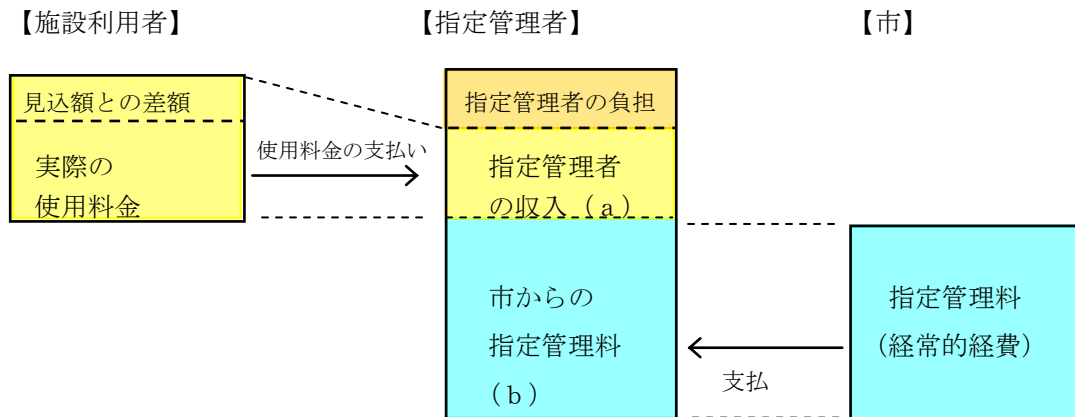 【施設利用者】
【指定管理者】
【市】
見込額との差額
実際の
使用料金
使用料金の支払い
指定管理者の負担
指定管理者
の収入（ａ）
市からの
指定管理料
（ｂ）
支払
指定管理料
（経常的経費）